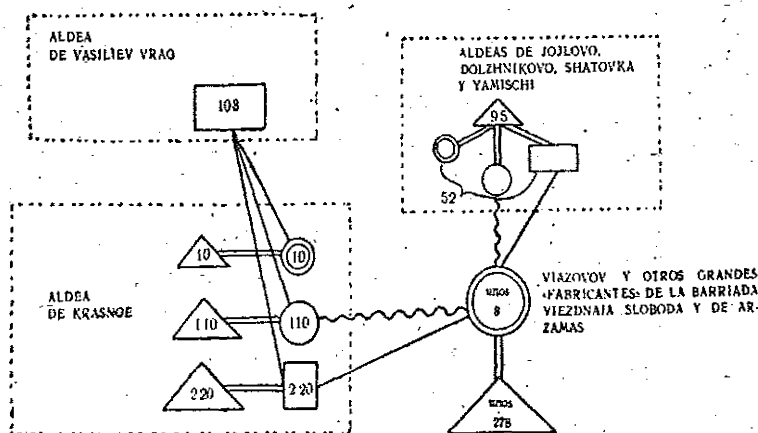 ALDEA
DE VASILIEV VRAG
108
ALDEAS DE JOJLOVO,
DOLZHNIKOVO, SHATOVKA
Y YAMISCHI
95
52
10
10
ALDEA
DE KRASNOE
110
110
220
220
unos
8
VIAZOVOV Y OTROS GRANDES
«FABRICANTES» DE LA BARRIADA
VIEZDNAIA SLOBODA Y DE AR-
ZAMAS
unos
278